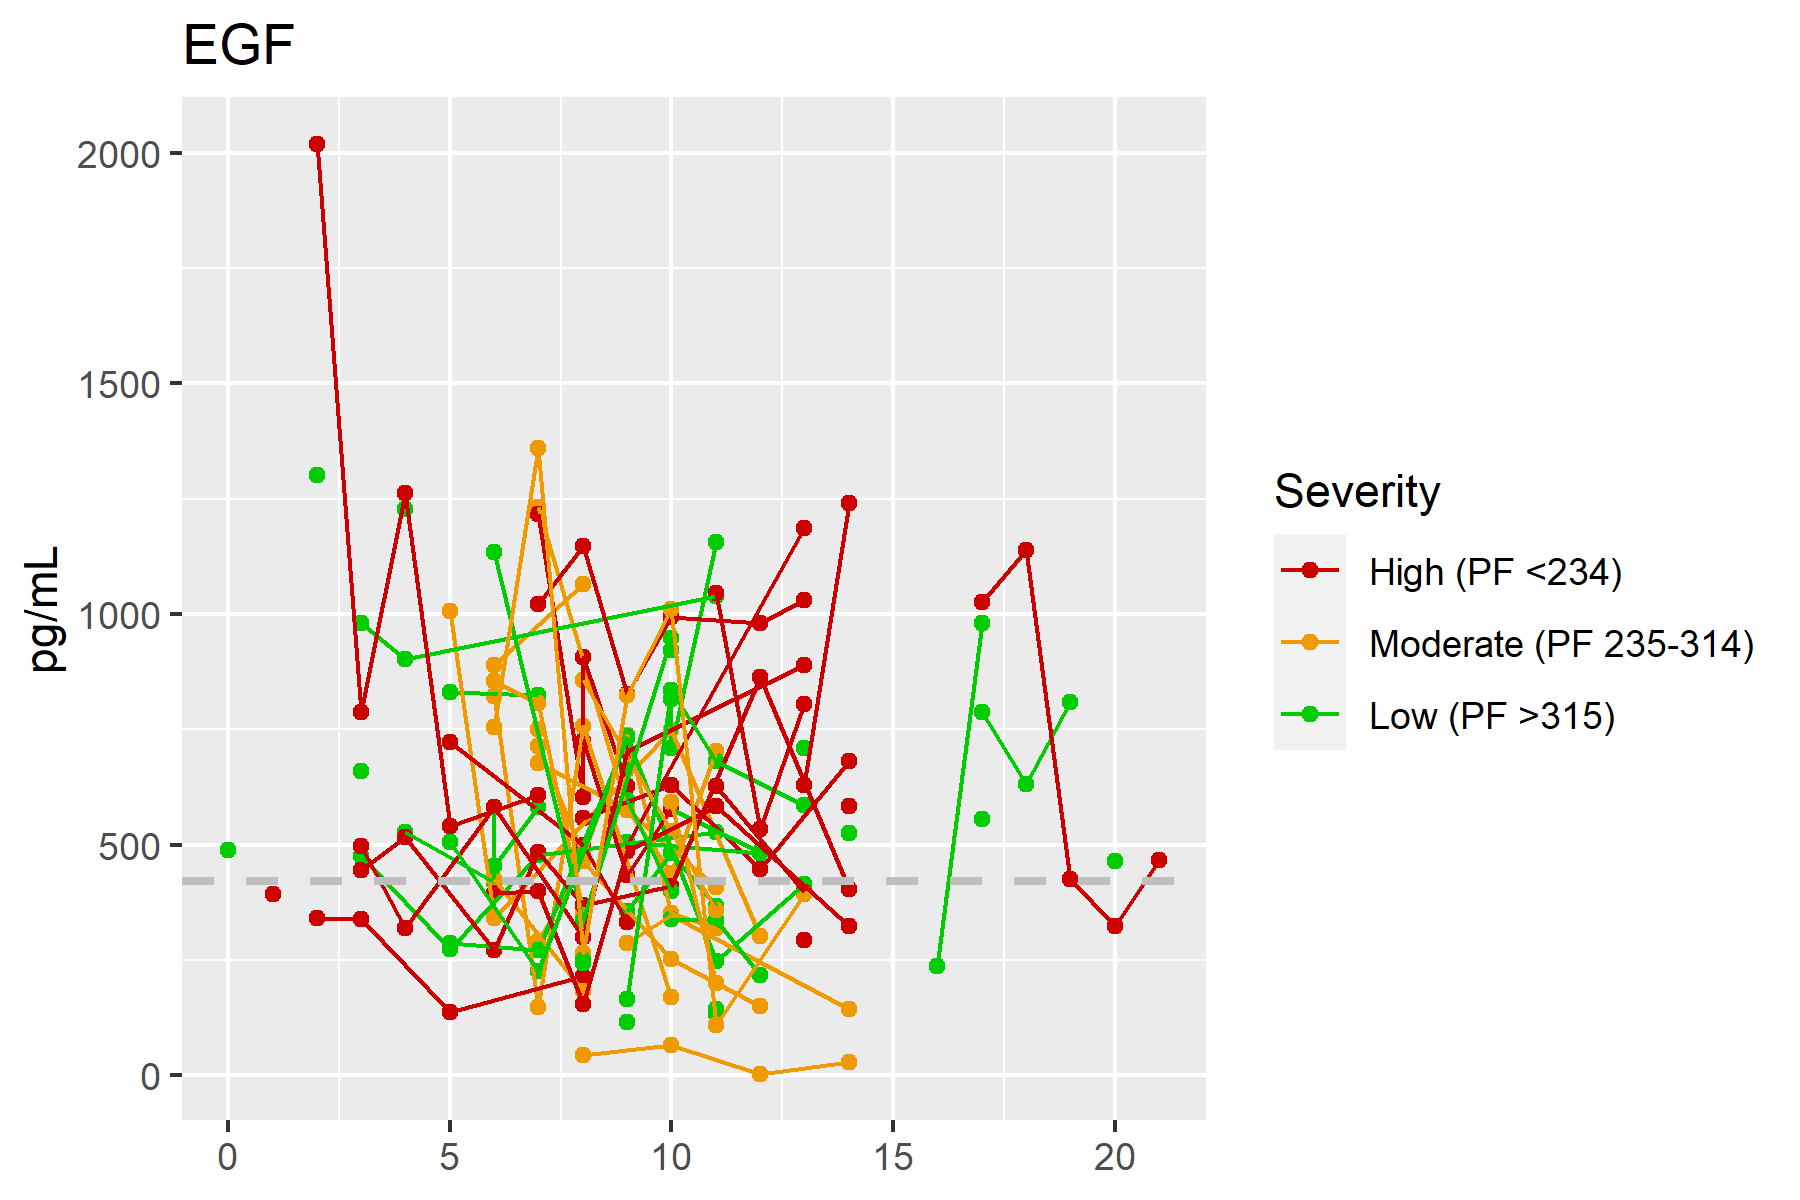 EGF
pg/mL
2000
1500
1000
500
0
0 5 10 15 20
Severity
High (PF <234)
Moderate (PF 235-314)
Low (PF >315)